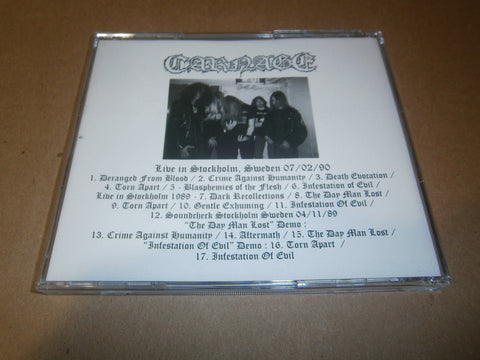 CARNAGE
Live in Stockholm, Sweden 07/02/90
1. Deranged From Blood / 2. Crime Against Humanity / 3. Death Evocation /
4. Torn Apart / 5 - Blasphemies of the Flesh / 6. Infestation of Evil /
Live in Stockholm 1989 - 7. Dark Recollections / 8. The Day Man Lost /
9. Torn Apart / 10. Gentle Exhuming / 11. Infestation Of Evil /
12. Soundcheck Stockholm Sweden 04/11/89
"The Day Man Lost" Demo :
13. Crime Against Humanity / 14. Aftermath / 15. The Day Man Lost /
"Infestation Of Evil" Demo : 16. Torn Apart /
17. Infestation Of Evil